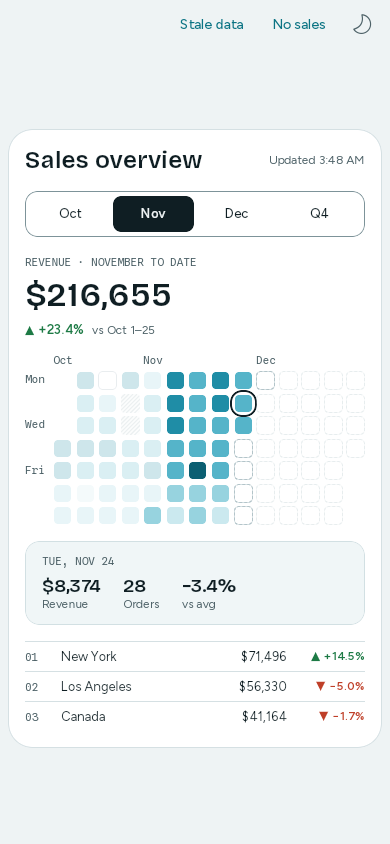 Stale data No sales
Sales overview Updated 3:48 AM
Oct Nov Dec Q4
REVENUE · NOVEMBER TO DATE
$216,655
▲ +23.4% vs Oct 1–25
Oct Nov Dec
Mon
Wed
Fri
TUE, NOV 24
$8,374 28 −3.4%
Revenue Orders vs avg
01 New York $71,496 ▲ +14.5%
02 Los Angeles $56,330 ▼ −5.0%
03 Canada $41,164 ▼ −1.7%